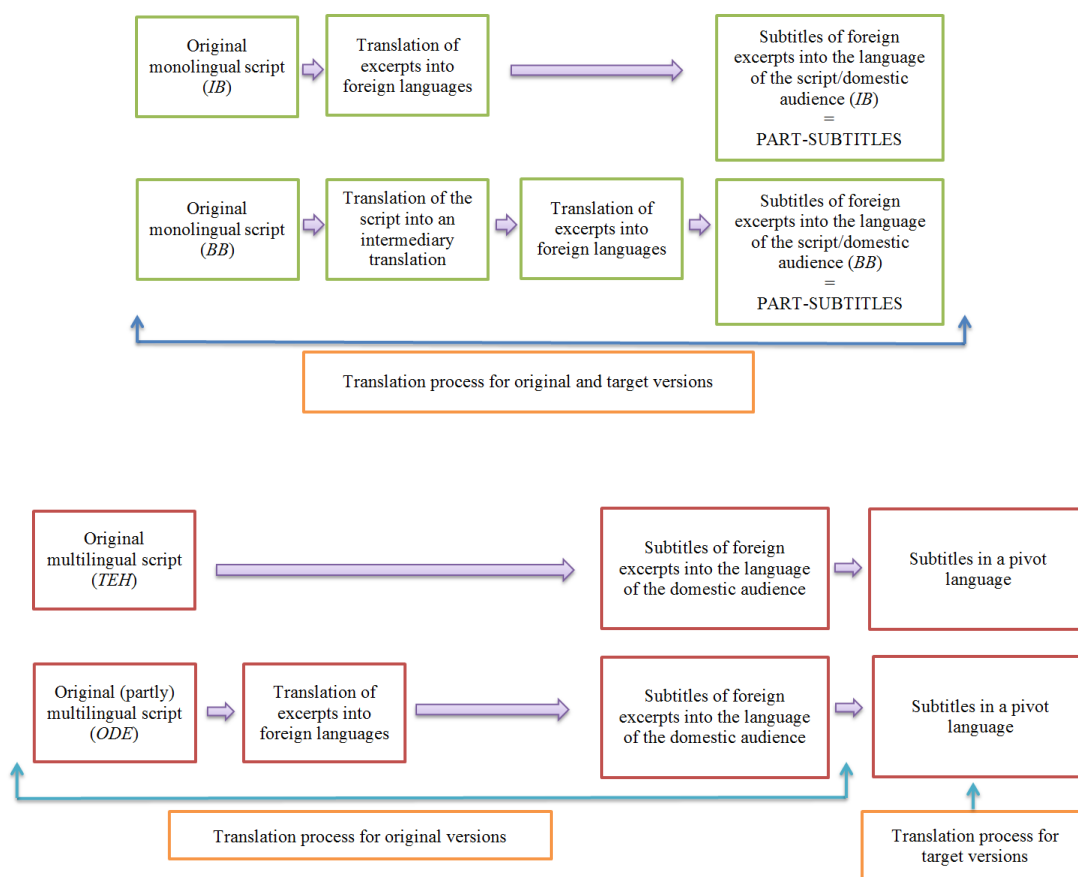 Original
monolingual script
(IB)
Translation of
excerpts into
foreign languages
Subtitles of foreign
excerpts into the language
of the script/domestic
audience (IB)
=
PART-SUBTITLES
Original
monolingual script
(BB)
Translation of the
script into an
intermediary
translation
Translation of
excerpts into
foreign languages
Subtitles of foreign
excerpts into the language
of the script/domestic
audience (BB)
=
PART-SUBTITLES
Translation process for original and target versions
Original
multilingual script
(TEH)
Subtitles of foreign
excerpts into the language
of the domestic audience
Subtitles in a pivot
language
Original (partly)
multilingual script
(ODE)
Translation of
excerpts into
foreign languages
Subtitles of foreign
excerpts into the language
of the domestic audience
Subtitles in a pivot
language
Translation process for original versions
Translation process for
target versions